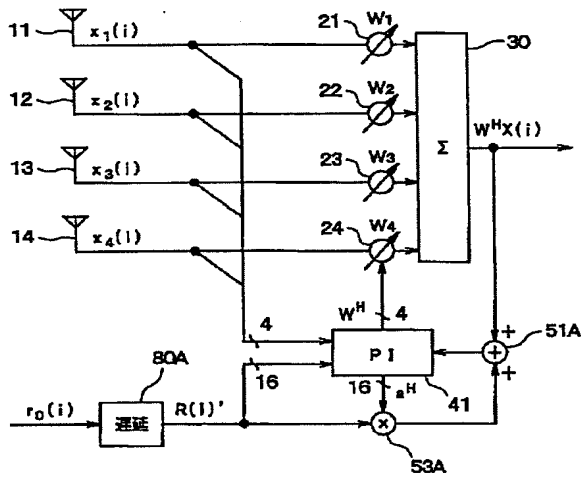 11
x₁(i)
21
W₁
30
12
x₂(i)
22
W₂
WᴴX(i)
13
x₃(i)
23
W₃
Σ
14
x₄(i)
24
W₄
Wᴴ
4
4
16
PI
+
+
+
51A
41
80A
r₀(i)
遅延
R(i)'
16
aᴴ
×
53A